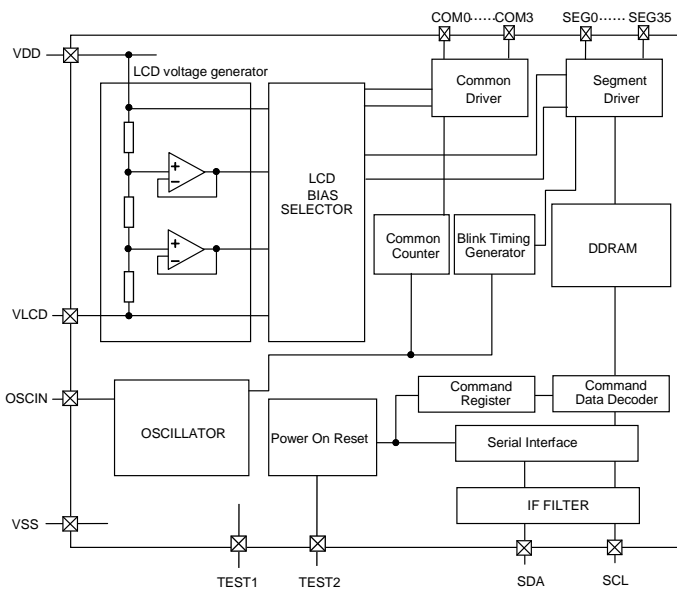 COM0······COM3 SEG0······ SEG35
VDD
LCD voltage generator
Common
Driver
Segment
Driver
+
−
LCD
BIAS
SELECTOR
+
−
Common
Counter
Blink Timing
Generator
DDRAM
VLCD
OSCIN
OSCILLATOR
Power On Reset
Command
Register
Command
Data Decoder
Serial Interface
IF FILTER
VSS
TEST1
TEST2
SDA
SCL